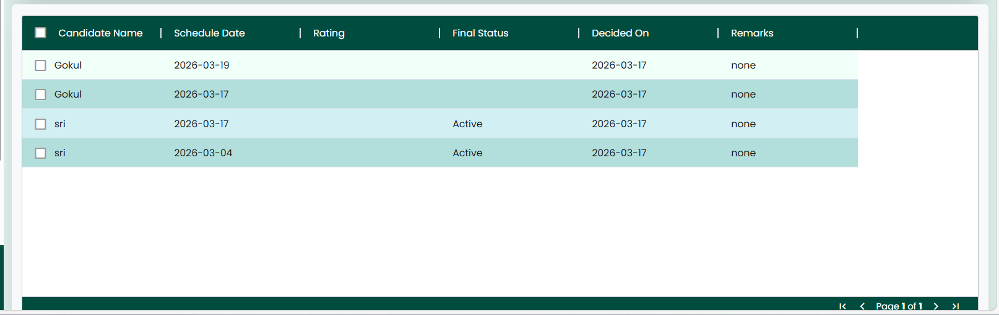 Candidate Name Schedule Date Rating Final Status Decided On Remarks
Gokul 2026-03-19 2026-03-17 none
Gokul 2026-03-17 2026-03-17 none
sri 2026-03-17 Active 2026-03-17 none
sri 2026-03-04 Active 2026-03-17 none
Page 1 of 1